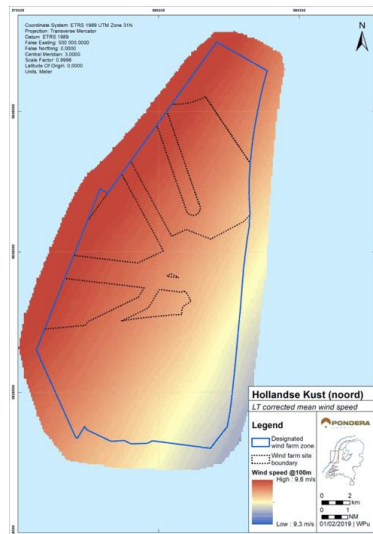 Coordinate System: ETRS 1989 UTM Zone 31N
Projection: Transverse Mercator
Datum: ETRS 1989
False Easting: 500 000.0000
False Northing: 0.0000
Central Meridian: 3.0000
Scale Factor: 0.9996
Latitude Of Origin: 0.0000
Units: Meter
N
Hollandse Kust (noord)
LT corrected mean wind speed
Legend
Designated
wind farm zone
Wind farm site
boundary
Wind speed @100m
High : 9,6 m/s
Low : 9,3 m/s
PONDERA
0 2
km
0 1
NM
01/02/2019 | WPu